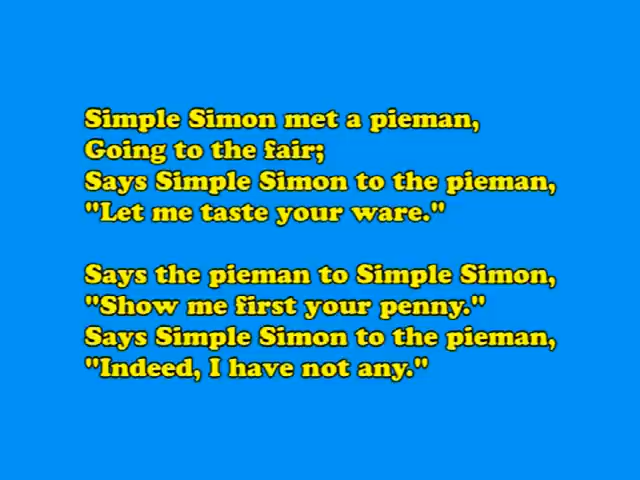 Simple Simon met a pieman,
Going to the fair;
Says Simple Simon to the pieman,
"Let me taste your ware."

Says the pieman to Simple Simon,
"Show me first your penny."
Says Simple Simon to the pieman,
"Indeed, I have not any."